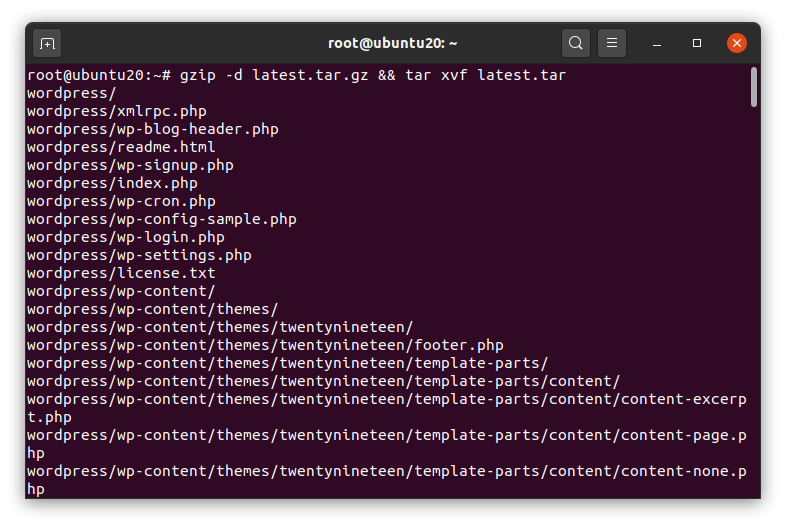 root@ubuntu20: ~
root@ubuntu20:~# gzip -d latest.tar.gz && tar xvf latest.tar
wordpress/
wordpress/xmlrpc.php
wordpress/wp-blog-header.php
wordpress/readme.html
wordpress/wp-signup.php
wordpress/index.php
wordpress/wp-cron.php
wordpress/wp-config-sample.php
wordpress/wp-login.php
wordpress/wp-settings.php
wordpress/license.txt
wordpress/wp-content/
wordpress/wp-content/themes/
wordpress/wp-content/themes/twentynineteen/
wordpress/wp-content/themes/twentynineteen/footer.php
wordpress/wp-content/themes/twentynineteen/template-parts/
wordpress/wp-content/themes/twentynineteen/template-parts/content/
wordpress/wp-content/themes/twentynineteen/template-parts/content/content-excerp
t.php
wordpress/wp-content/themes/twentynineteen/template-parts/content/content-page.p
hp
wordpress/wp-content/themes/twentynineteen/template-parts/content/content-none.p
hp